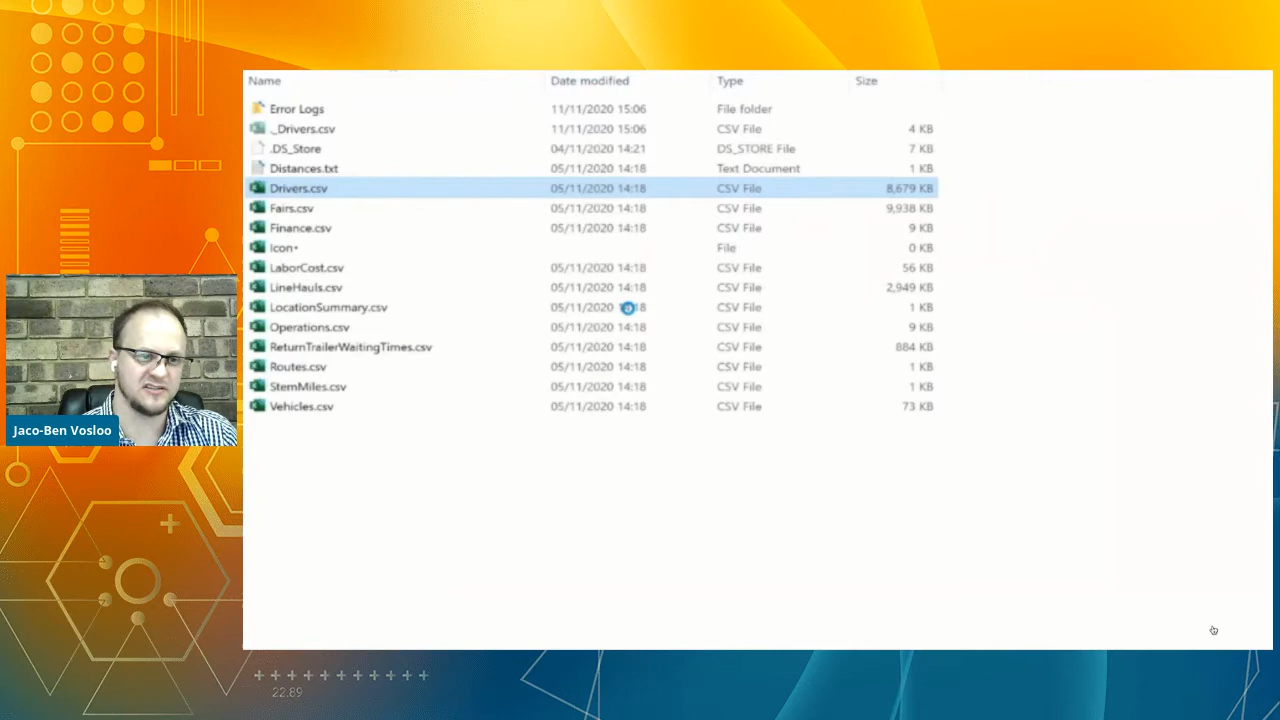 Name Date modified Type Size
Error Logs 11/11/2020 15:06 File folder
._Drivers.csv 11/11/2020 15:06 CSV File 4 KB
.DS_Store 04/11/2020 14:21 DS_STORE File 7 KB
Distances.txt 05/11/2020 14:18 Text Document 1 KB
Drivers.csv 05/11/2020 14:18 CSV File 8,679 KB
Fairs.csv 05/11/2020 14:18 CSV File 9,938 KB
Finance.csv 05/11/2020 14:18 CSV File 9 KB
Icon· File 0 KB
LaborCost.csv 05/11/2020 14:18 CSV File 56 KB
LineHauls.csv 05/11/2020 14:18 CSV File 2,949 KB
LocationSummary.csv 05/11/2020 CSV File 1 KB
Operations.csv 05/11/2020 14:18 CSV File 9 KB
ReturnTrailerWaitingTimes.csv 05/11/2020 14:18 CSV File 884 KB
Routes.csv 05/11/2020 14:18 CSV File 1 KB
StemMiles.csv 05/11/2020 14:18 CSV File 1 KB
Vehicles.csv 05/11/2020 14:18 CSV File 73 KB
Jaco-Ben Vosloo
22.89